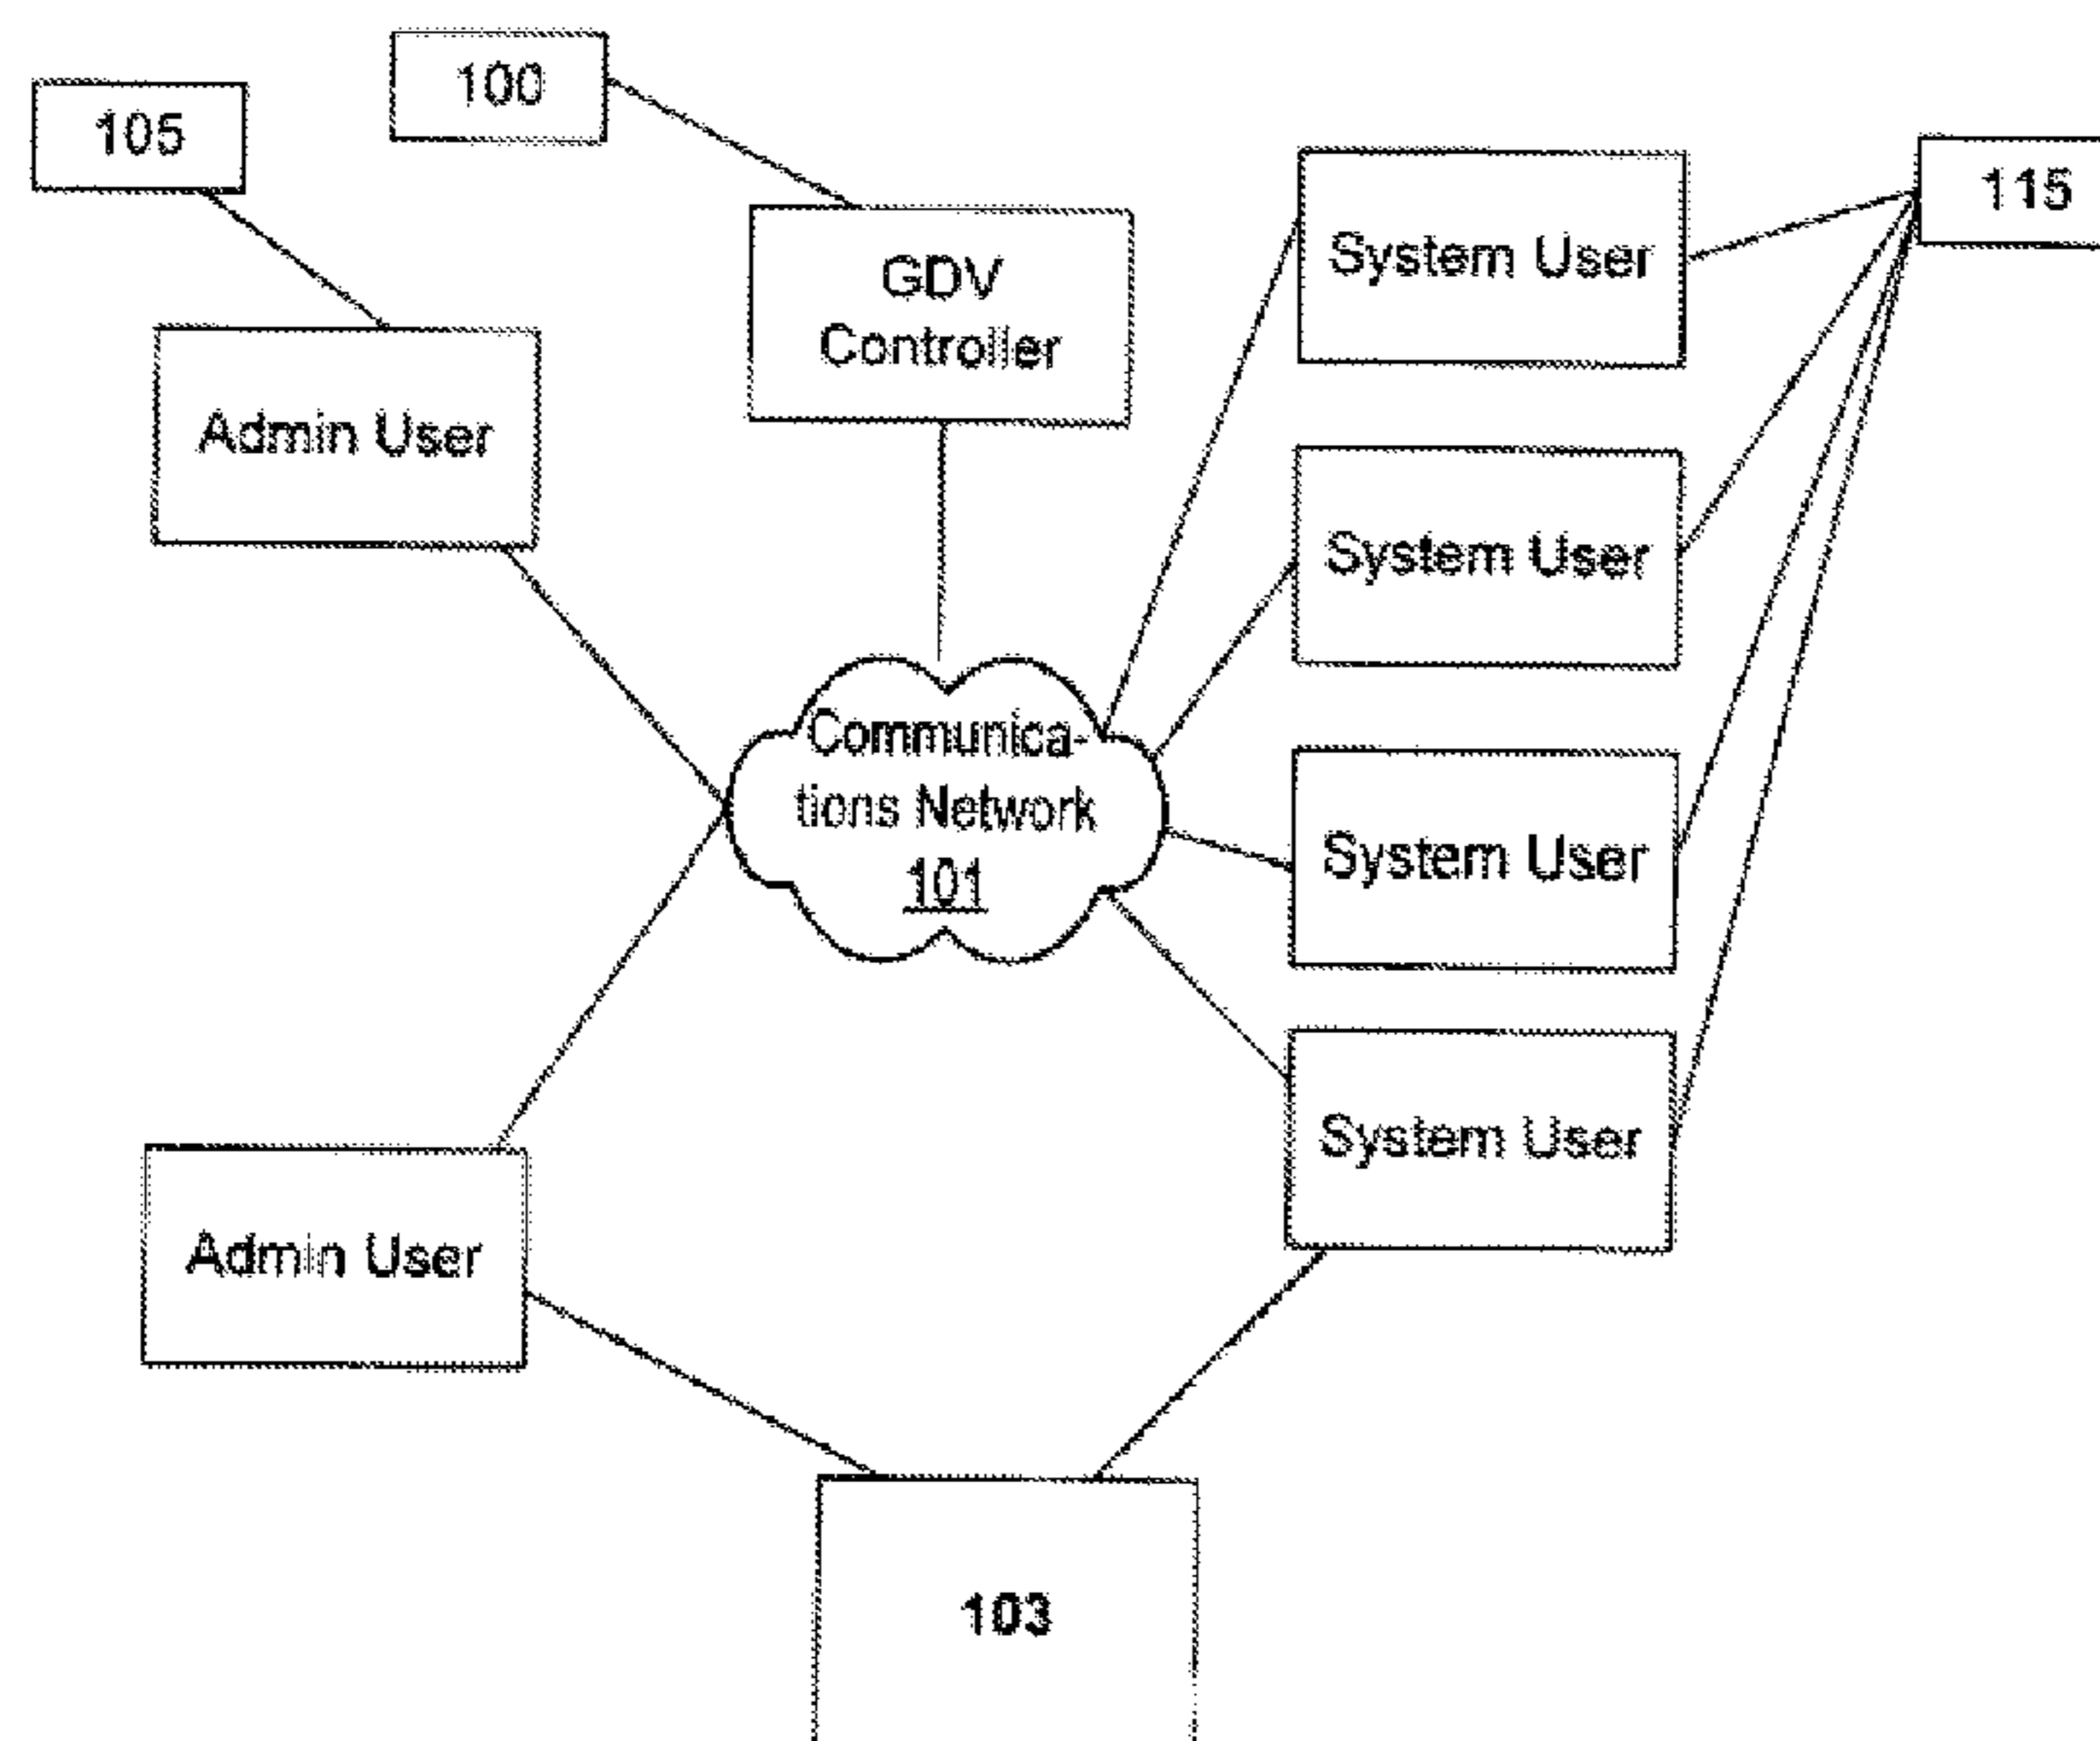 100
105
115
System User
GDV
Controller
Admin User
System User
Communica-
tions Network
101
System User
System User
Admin User
103